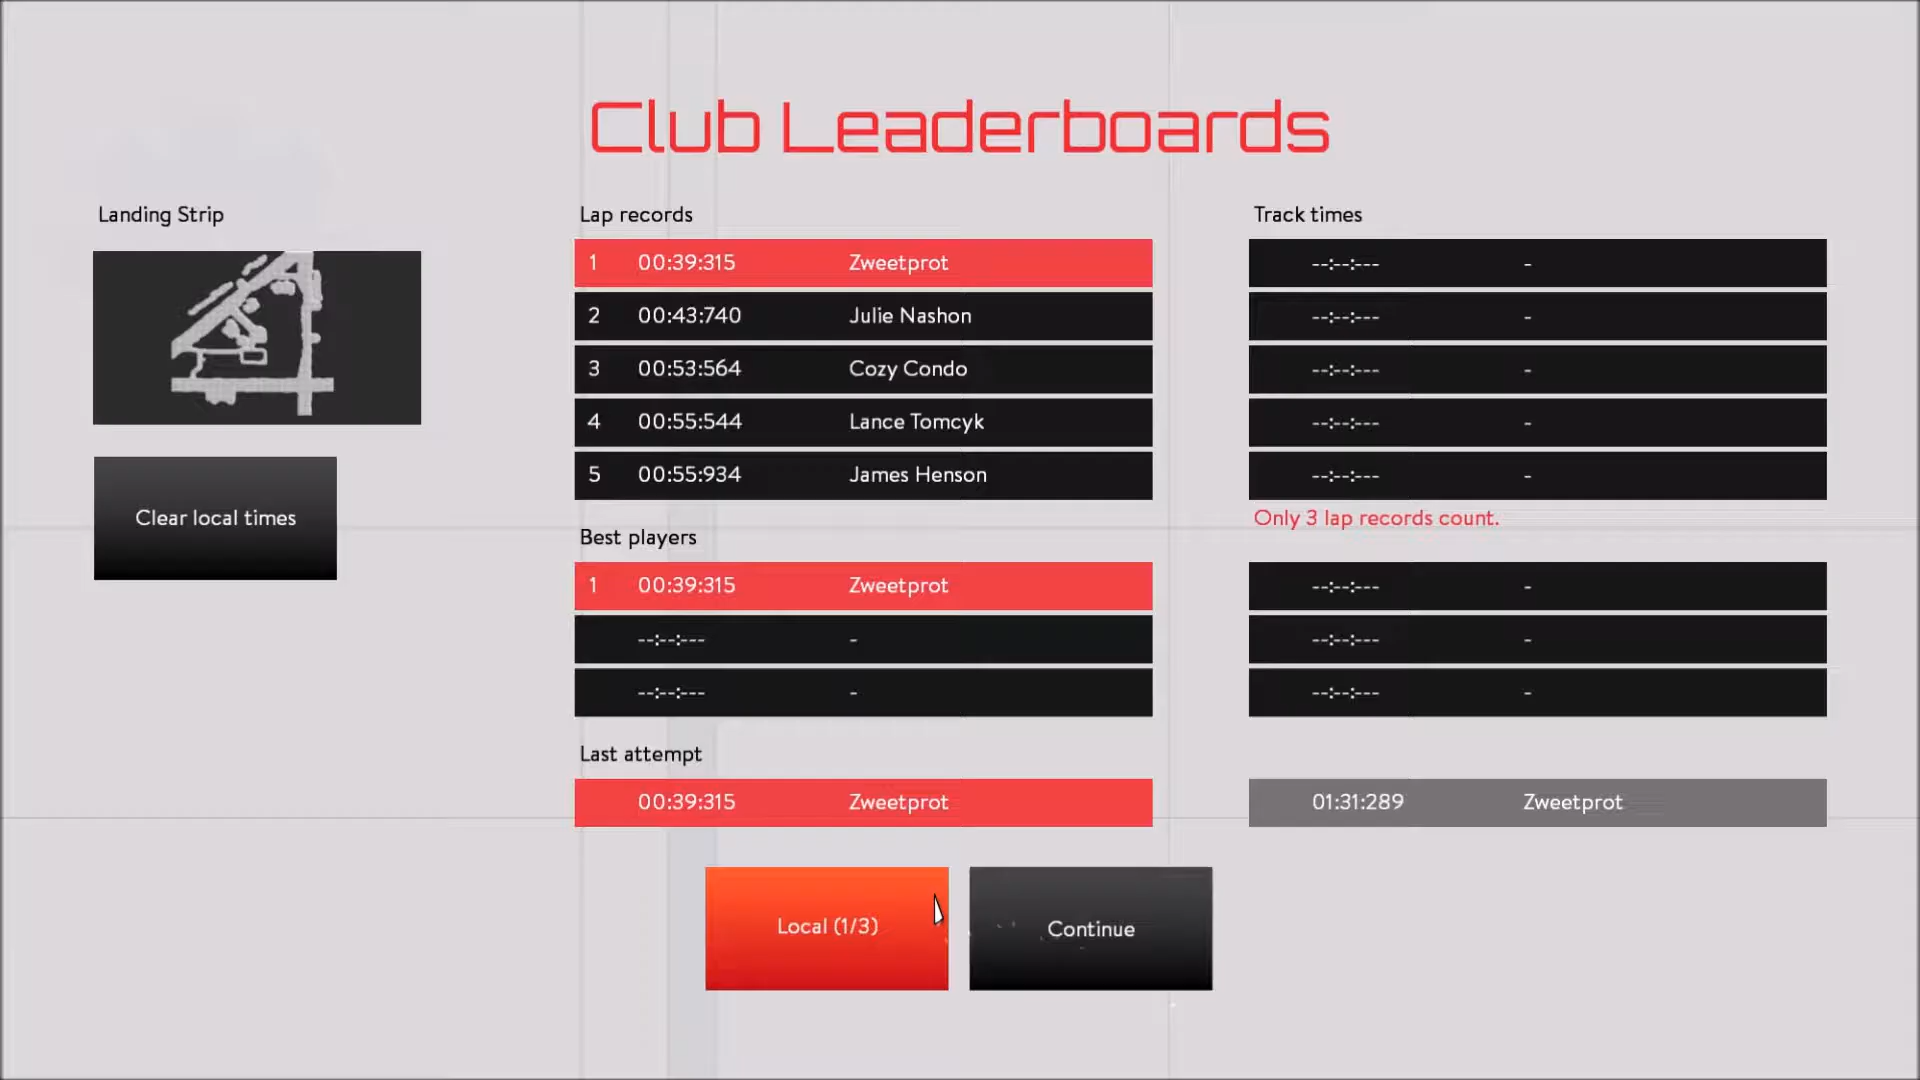 Club Leaderboards
Landing Strip
Clear local times
Lap records
1 00:39:315 Zweetprot
2 00:43:740 Julie Nashon
3 00:53:564 Cozy Condo
4 00:55:544 Lance Tomcyk
5 00:55:934 James Henson
Best players
1 00:39:315 Zweetprot
--:--:--- -
--:--:--- -
Last attempt
00:39:315 Zweetprot
Track times
--:--:--- -
--:--:--- -
--:--:--- -
--:--:--- -
--:--:--- -
Only 3 lap records count.
--:--:--- -
--:--:--- -
--:--:--- -
01:31:289 Zweetprot
Local (1/3)
Continue